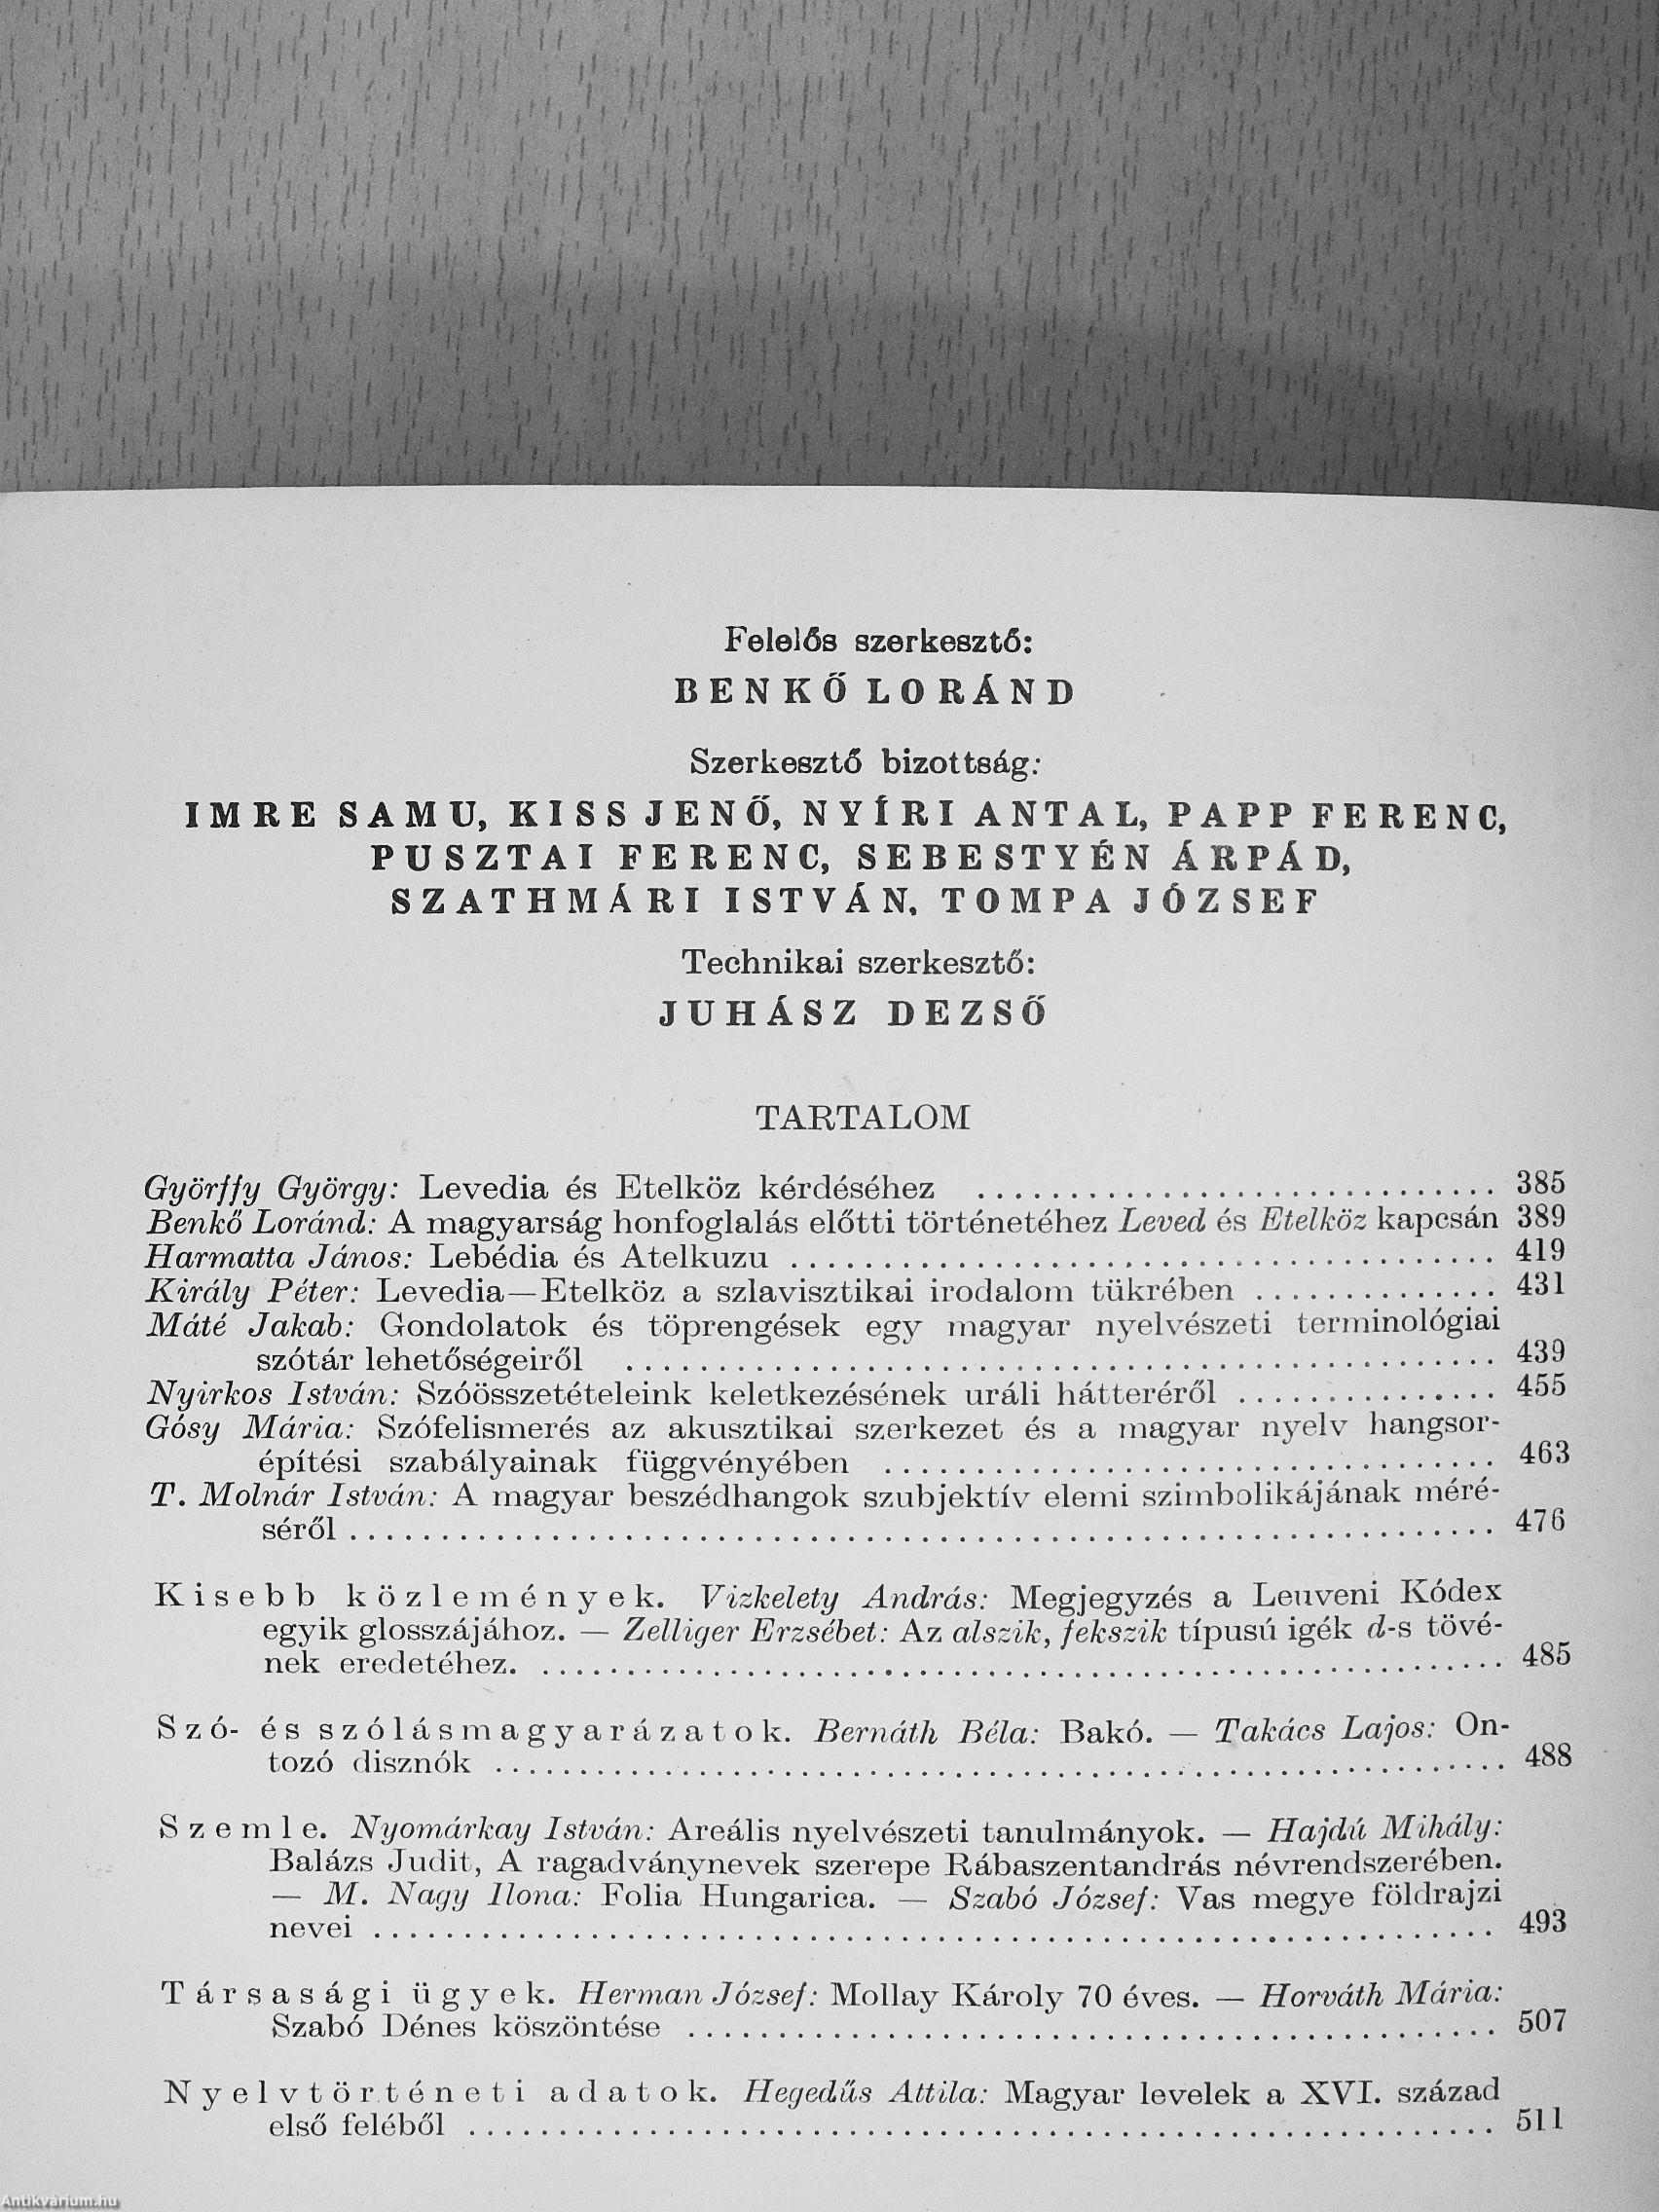 Felelős szerkesztő:
BENKŐ LORÁND
Szerkesztő bizottság:
IMRE SAMU, KISS JENŐ, NYÍRI ANTAL, PAPP FERENC,
PUSZTAI FERENC, SEBESTYÉN ÁRPÁD,
SZATHMÁRI ISTVÁN, TOMPA JÓZSEF
Technikai szerkesztő:
JUHÁSZ DEZSŐ
TARTALOM
Györffy György: Levedia és Etelköz kérdéséhez .............................. 385
Benkő Loránd: A magyarság honfoglalás előtti történetéhez Leved és Etelköz kapcsán 389
Harmatta János: Lebédia és Atelkuzu ........................................ 419
Király Péter: Levedia—Etelköz a szlavisztikai irodalom tükrében .............. 431
Máté Jakab: Gondolatok és töprengések egy magyar nyelvészeti terminológiai
szótár lehetőségeiről .................................................. 439
Nyirkos István: Szóösszetételeink keletkezésének uráli hátteréről ............... 455
Gósy Mária: Szófelismerés az akusztikai szerkezet és a magyar nyelv hangsor-
építési szabályainak függvényében ................................... 463
T. Molnár István: A magyar beszédhangok szubjektív elemi szimbolikájának méré-
séről .................................................................. 476
Kisebb közlemények. Vizkelety András: Megjegyzés a Leuveni Kódex
egyik glosszájához. — Zelliger Erzsébet: Az alszik, fekszik típusú igék d-s tövé-
nek eredetéhez. ........................................................ 485
Szó- és szólásmagyarázatok. Bernáth Béla: Bakó. — Takács Lajos: On-
tozó disznók .......................................................... 488
Szemle. Nyomárkay István: Areális nyelvészeti tanulmányok. — Hajdú Mihály:
Balázs Judit, A ragadványnevek szerepe Rábaszentandrás névrendszerében.
— M. Nagy Ilona: Folia Hungarica. — Szabó József: Vas megye földrajzi
nevei ................................................................. 493
Társasági ügyek. Herman József: Mollay Károly 70 éves. — Horváth Mária:
Szabó Dénes köszöntése ............................................... 507
Nyelvtörténeti adatok. Hegedűs Attila: Magyar levelek a XVI. század
első feléből ............................................................ 511
Antikvárium.hu